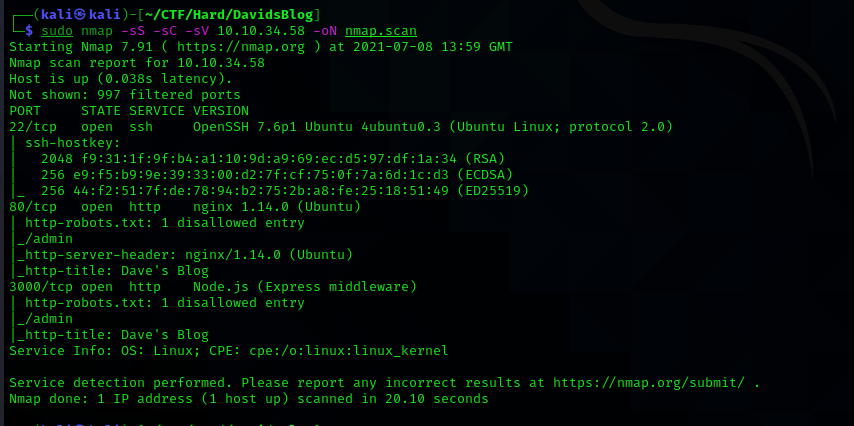 ┌──(kali㉿kali)-[~/CTF/Hard/DavidsBlog]
└─$ sudo nmap -sS -sC -sV 10.10.34.58 -oN nmap.scan
Starting Nmap 7.91 ( https://nmap.org ) at 2021-07-08 13:59 GMT
Nmap scan report for 10.10.34.58
Host is up (0.038s latency).
Not shown: 997 filtered ports
PORT     STATE SERVICE VERSION
22/tcp   open  ssh     OpenSSH 7.6p1 Ubuntu 4ubuntu0.3 (Ubuntu Linux; protocol 2.0)
| ssh-hostkey:
|   2048 f9:31:1f:9f:b4:a1:10:9d:a9:69:ec:d5:97:df:1a:34 (RSA)
|   256 e9:f5:b9:9e:39:33:00:d2:7f:cf:75:0f:7a:6d:1c:d3 (ECDSA)
|_  256 44:f2:51:7f:de:78:94:b2:75:2b:a8:fe:25:18:51:49 (ED25519)
80/tcp   open  http    nginx 1.14.0 (Ubuntu)
| http-robots.txt: 1 disallowed entry
|_/admin
|_http-server-header: nginx/1.14.0 (Ubuntu)
|_http-title: Dave's Blog
3000/tcp open  http    Node.js (Express middleware)
| http-robots.txt: 1 disallowed entry
|_/admin
|_http-title: Dave's Blog
Service Info: OS: Linux; CPE: cpe:/o:linux:linux_kernel
Service detection performed. Please report any incorrect results at https://nmap.org/submit/ .
Nmap done: 1 IP address (1 host up) scanned in 20.10 seconds